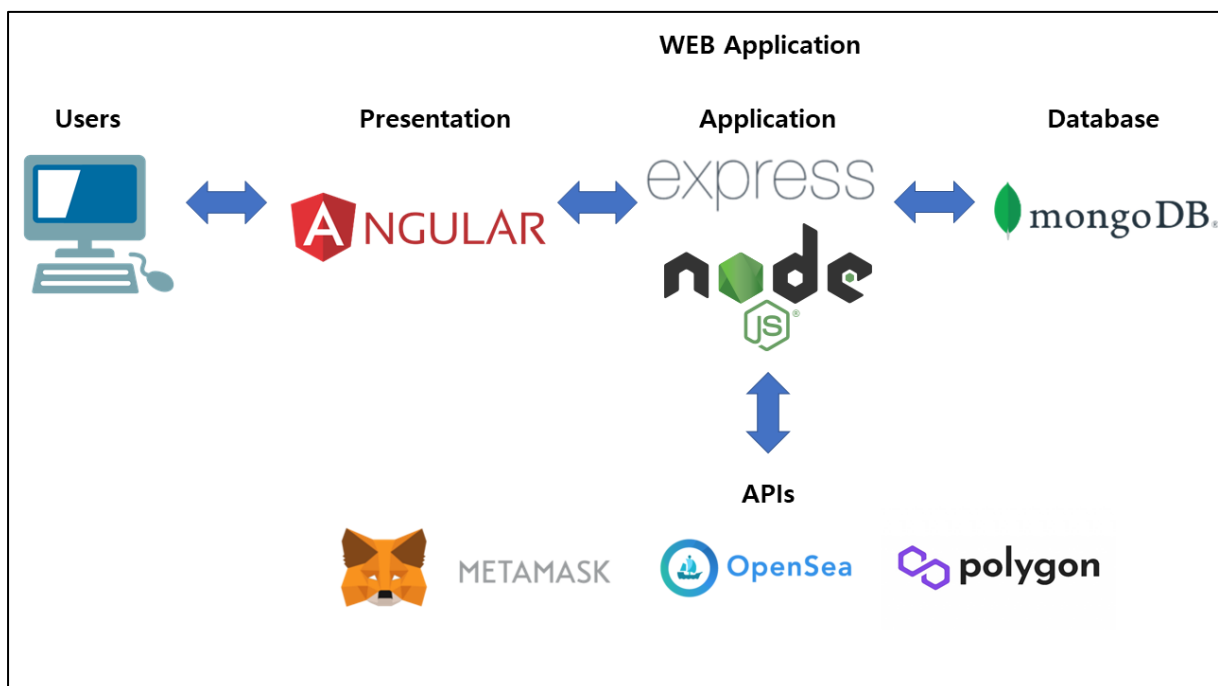 WEB Application
Users
Presentation
Application
Database
express
ANGULAR
mongoDB®
node
JS®
APIs
METAMASK
OpenSea
polygon